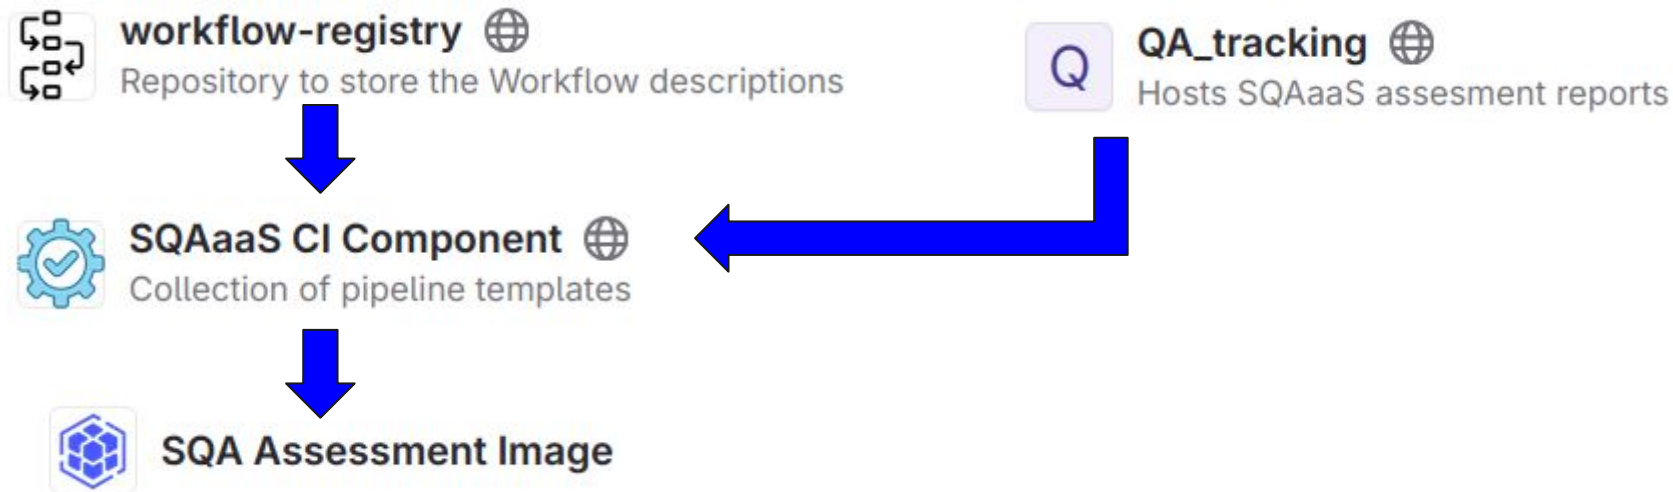 workflow-registry
Repository to store the Workflow descriptions
Q
QA_tracking
Hosts SQAaaS assesment reports
SQAaaS CI Component
Collection of pipeline templates
SQA Assessment Image